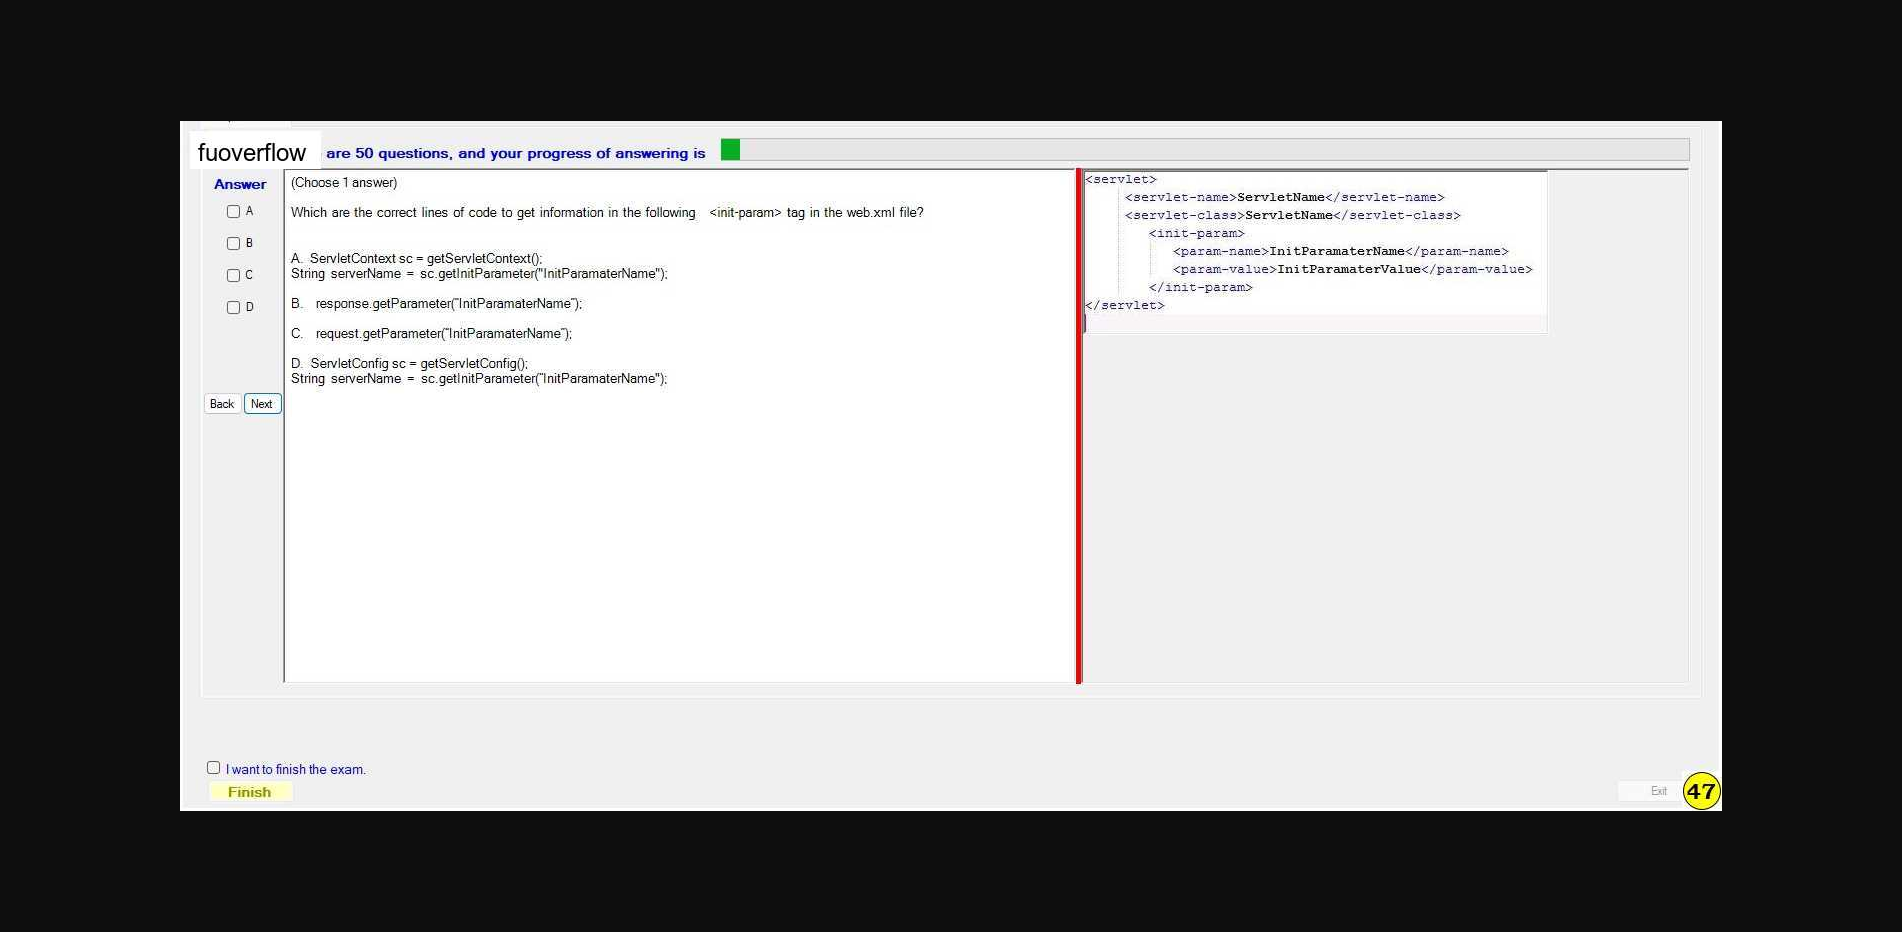 fuoverflow are 50 questions, and your progress of answering is
Answer
A
B
C
D
Back Next
(Choose 1 answer)
Which are the correct lines of code to get information in the following <init-param> tag in the web.xml file?
A. ServletContext sc = getServletContext();
String serverName = sc.getInitParameter("InitParamaterName");
B. response.getParameter("InitParamaterName");
C. request.getParameter("InitParamaterName");
D. ServletConfig sc = getServletConfig();
String serverName = sc.getInitParameter("InitParamaterName");
<servlet>
<servlet-name>ServletName</servlet-name>
<servlet-class>ServletName</servlet-class>
<init-param>
<param-name>InitParamaterName</param-name>
<param-value>InitParamaterValue</param-value>
</init-param>
</servlet>
I want to finish the exam.
Finish
Exit
47